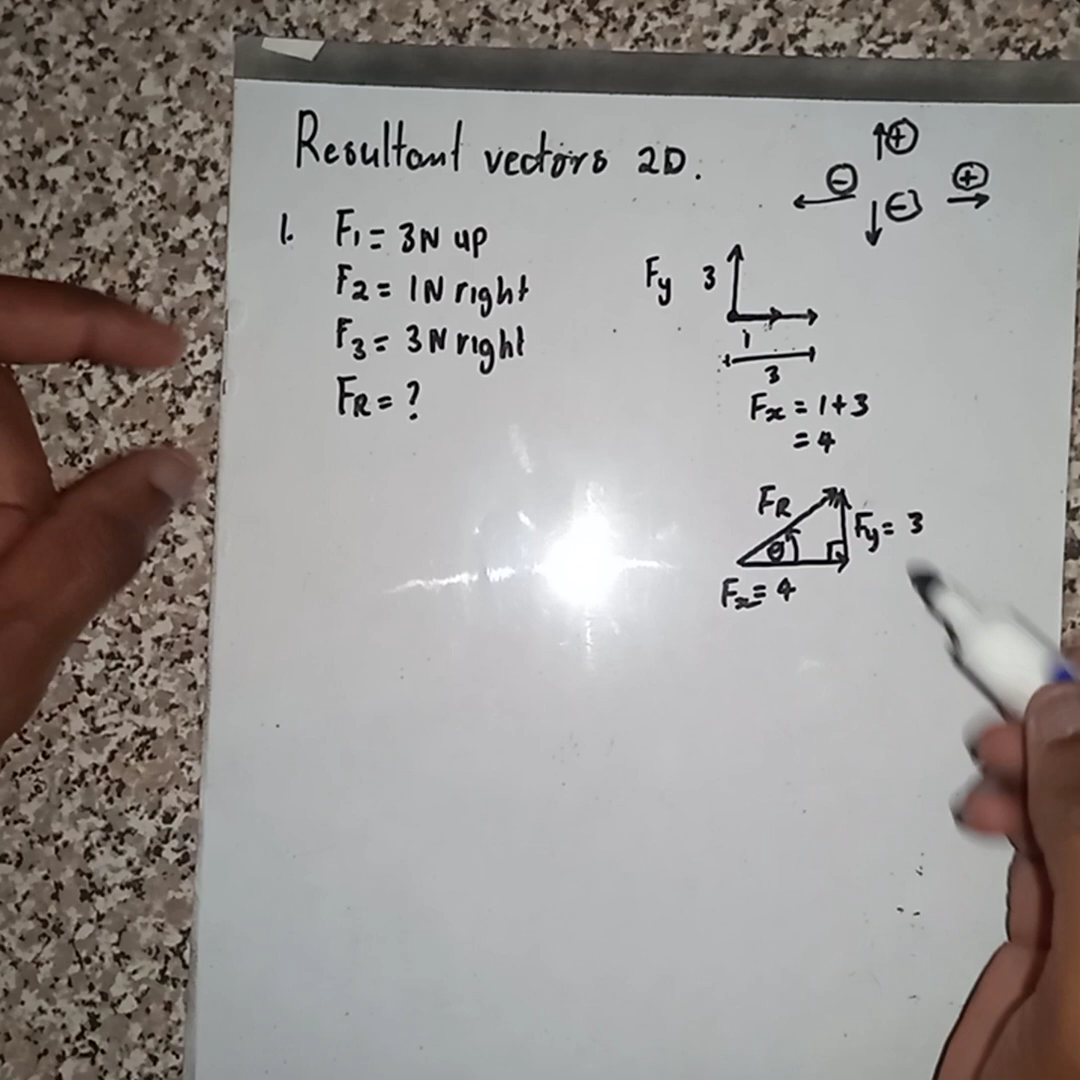 Resultant vectors 2D.
↑⊕
⊖ ⊕
← ↓⊖ →
1. F₁ = 3N up
F₂ = 1N right
F₃ = 3N right
FR = ?
Fy 3
1
3
Fx = 1+3
= 4
FR
θ
Fy = 3
Fx = 4